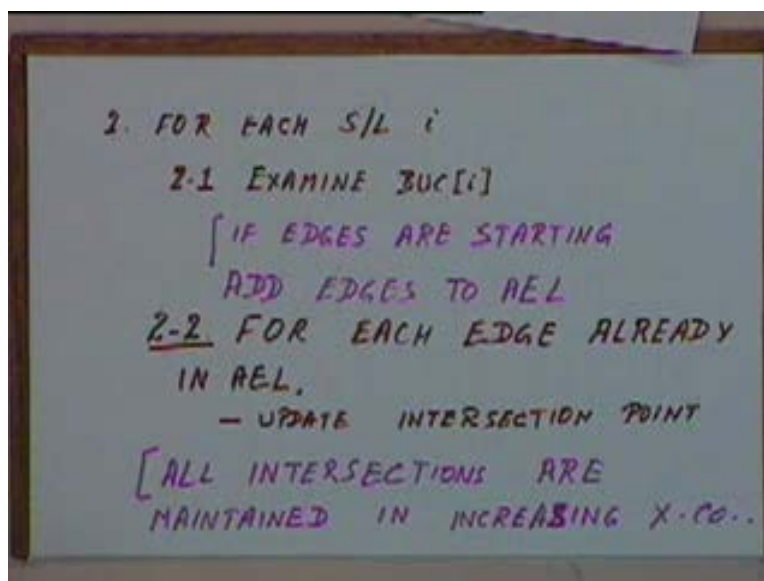 2. FOR EACH S/L i
2.1 EXAMINE BUC[i]
[IF EDGES ARE STARTING
ADD EDGES TO AEL
2-2 FOR EACH EDGE ALREADY
IN AEL.
- UPDATE INTERSECTION POINT
[ALL INTERSECTIONS ARE
MAINTAINED IN INCREASING X-CO..